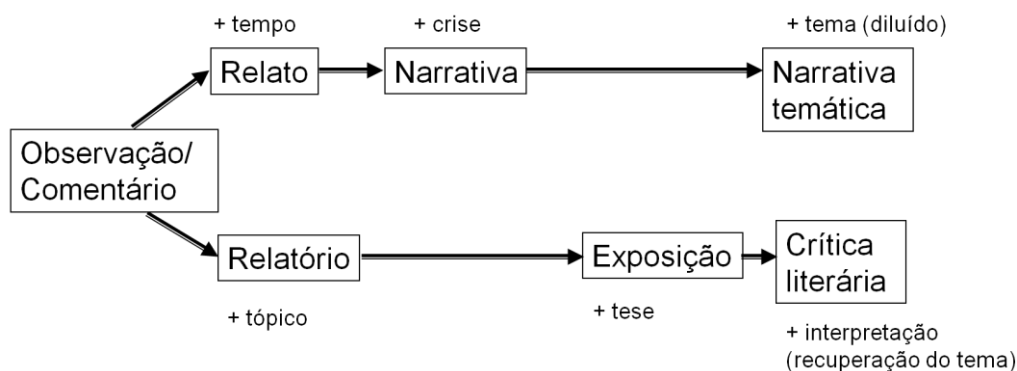 + tempo
+ crise
+ tema (diluído)
Relato
Narrativa
Narrativa
temática
Observação/
Comentário
Relatório
Exposição
Crítica
literária
+ tópico
+ tese
+ interpretação
(recuperação do tema)